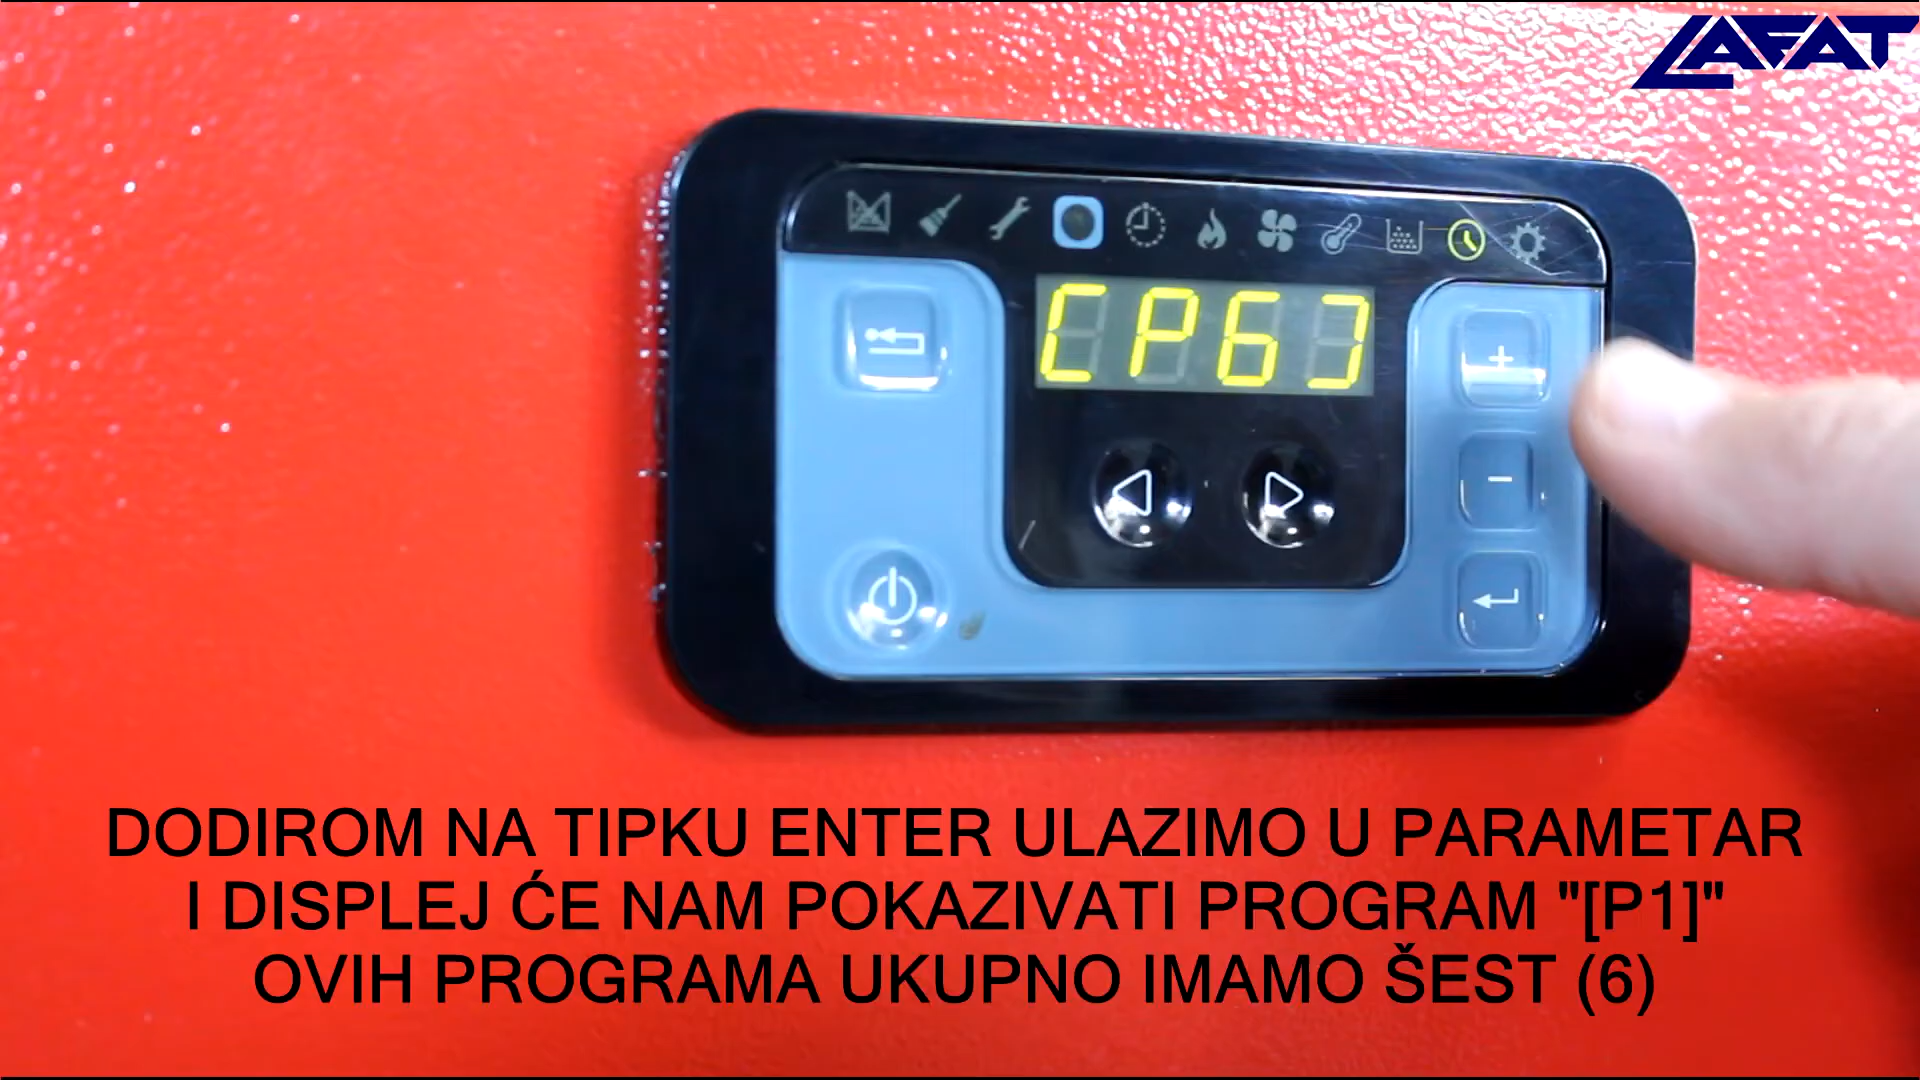 LAFAT
[P6]
+
-
DODIROM NA TIPKU ENTER ULAZIMO U PARAMETAR
I DISPLEJ ĆE NAM POKAZIVATI PROGRAM "[P1]"
OVIH PROGRAMA UKUPNO IMAMO ŠEST (6)